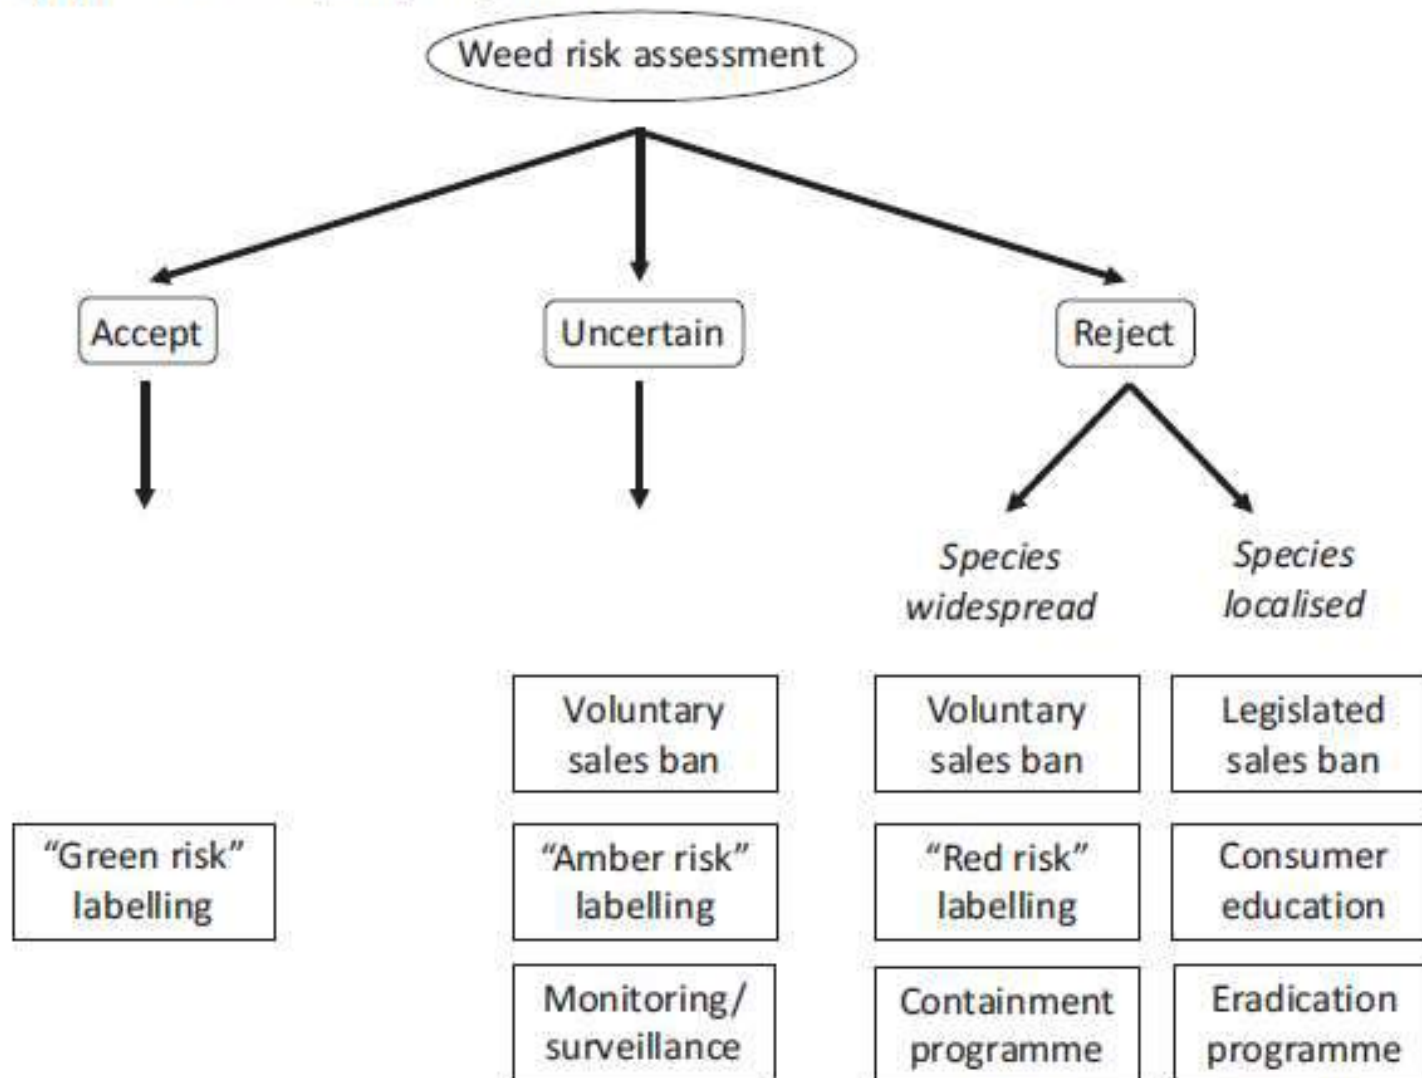 Weed risk assessment
Accept
Uncertain
Reject
Species
widespread
Species
localised
Voluntary
sales ban
Voluntary
sales ban
Legislated
sales ban
“Green risk”
labelling
“Amber risk”
labelling
“Red risk”
labelling
Consumer
education
Monitoring/
surveillance
Containment
programme
Eradication
programme